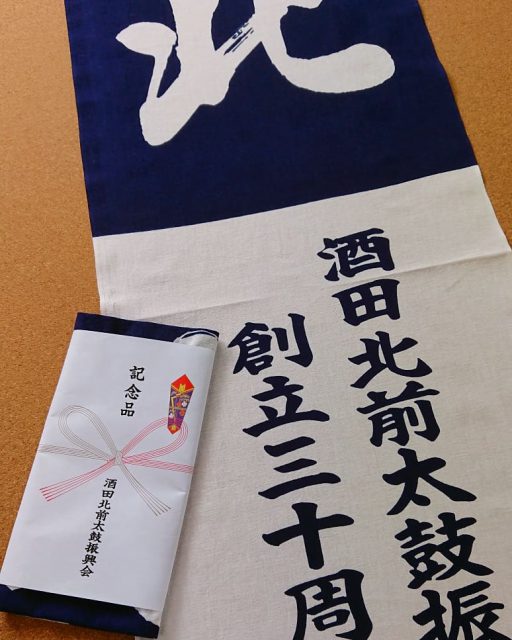 北
酒田北前太鼓振
創立三十周
記念品
酒田北前太鼓振興会